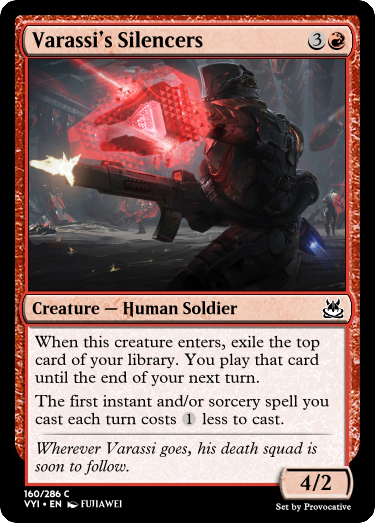 Varassi's Silencers 3
Creature — Human Soldier
When this creature enters, exile the top
card of your library. You play that card
until the end of your next turn.
The first instant and/or sorcery spell you
cast each turn costs 1 less to cast.
Wherever Varassi goes, his death squad is
soon to follow.
4/2
160/286 C
VYI • EN FUJIAWEI
Set by Provocative